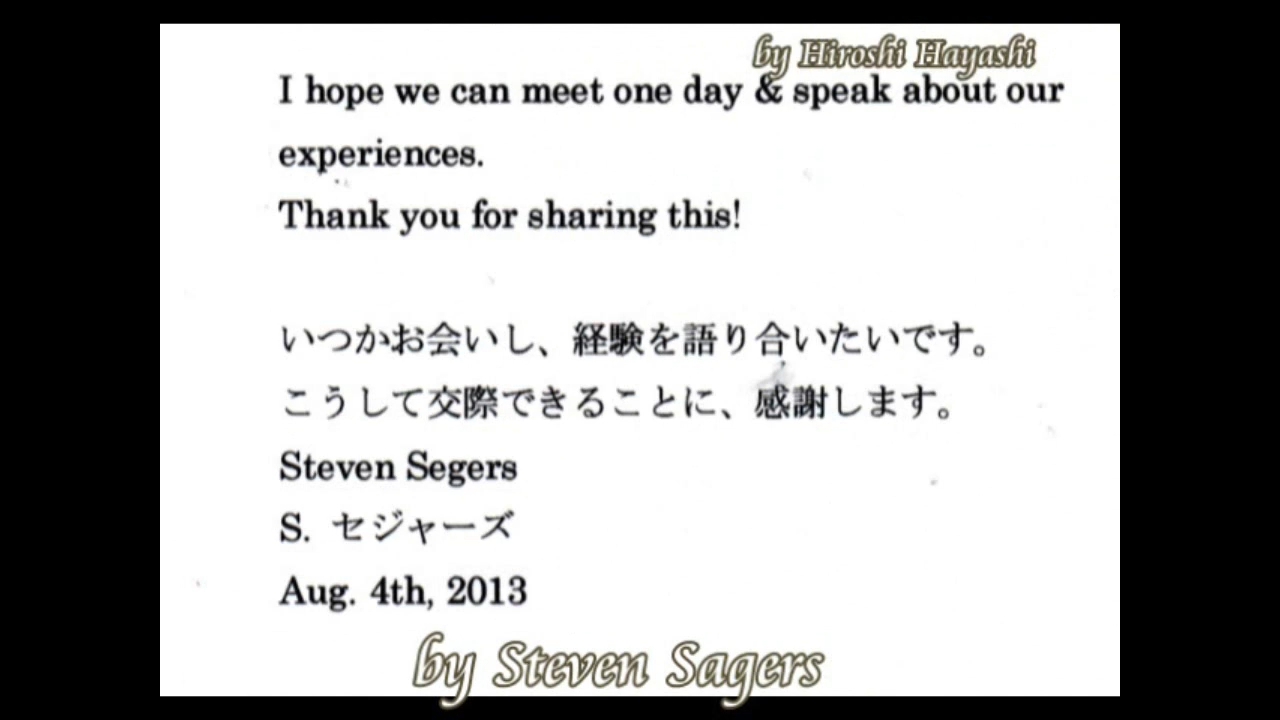 by Hiroshi Hayashi
I hope we can meet one day & speak about our
experiences.
Thank you for sharing this!
いつかお会いし、経験を語り合いたいです。
こうして交際できることに、感謝します。
Steven Segers
S. セジャーズ
Aug. 4th, 2013
by Steven Sagers